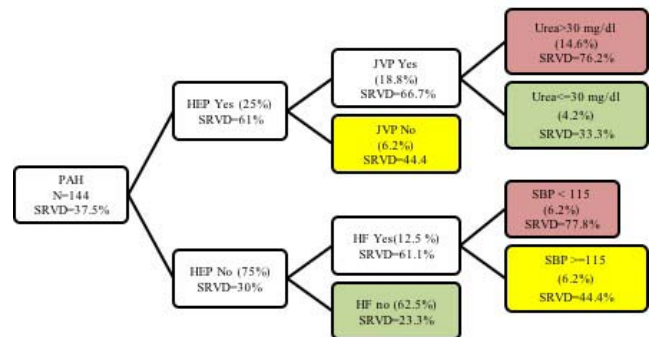 PAH
N=144
SRVD=37.5%
HEP Yes (25%)
SRVD=61%
JVP Yes
(18.8%)
SRVD=66.7%
Urea>30 mg/dl
(14.6%)
SRVD=76.2%
Urea<=30 mg/dl
(4.2%)
SRVD=33.3%
JVP No
(6.2%)
SRVD=44.4
HEP No (75%)
SRVD=30%
HF Yes(12.5 %)
SRVD=61.1%
SBP < 115
(6.2%)
SRVD=77.8%
SBP >=115
(6.2%)
SRVD=44.4%
HF no (62.5%)
SRVD=23.3%